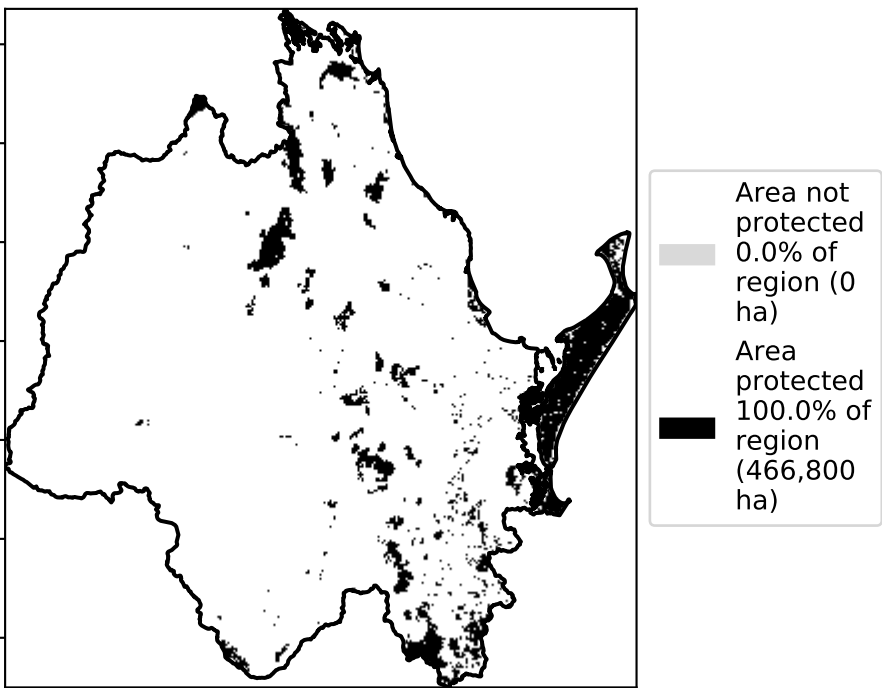 Area not
protected
0.0% of
region (0
ha)
Area
protected
100.0% of
region
(466,800
ha)